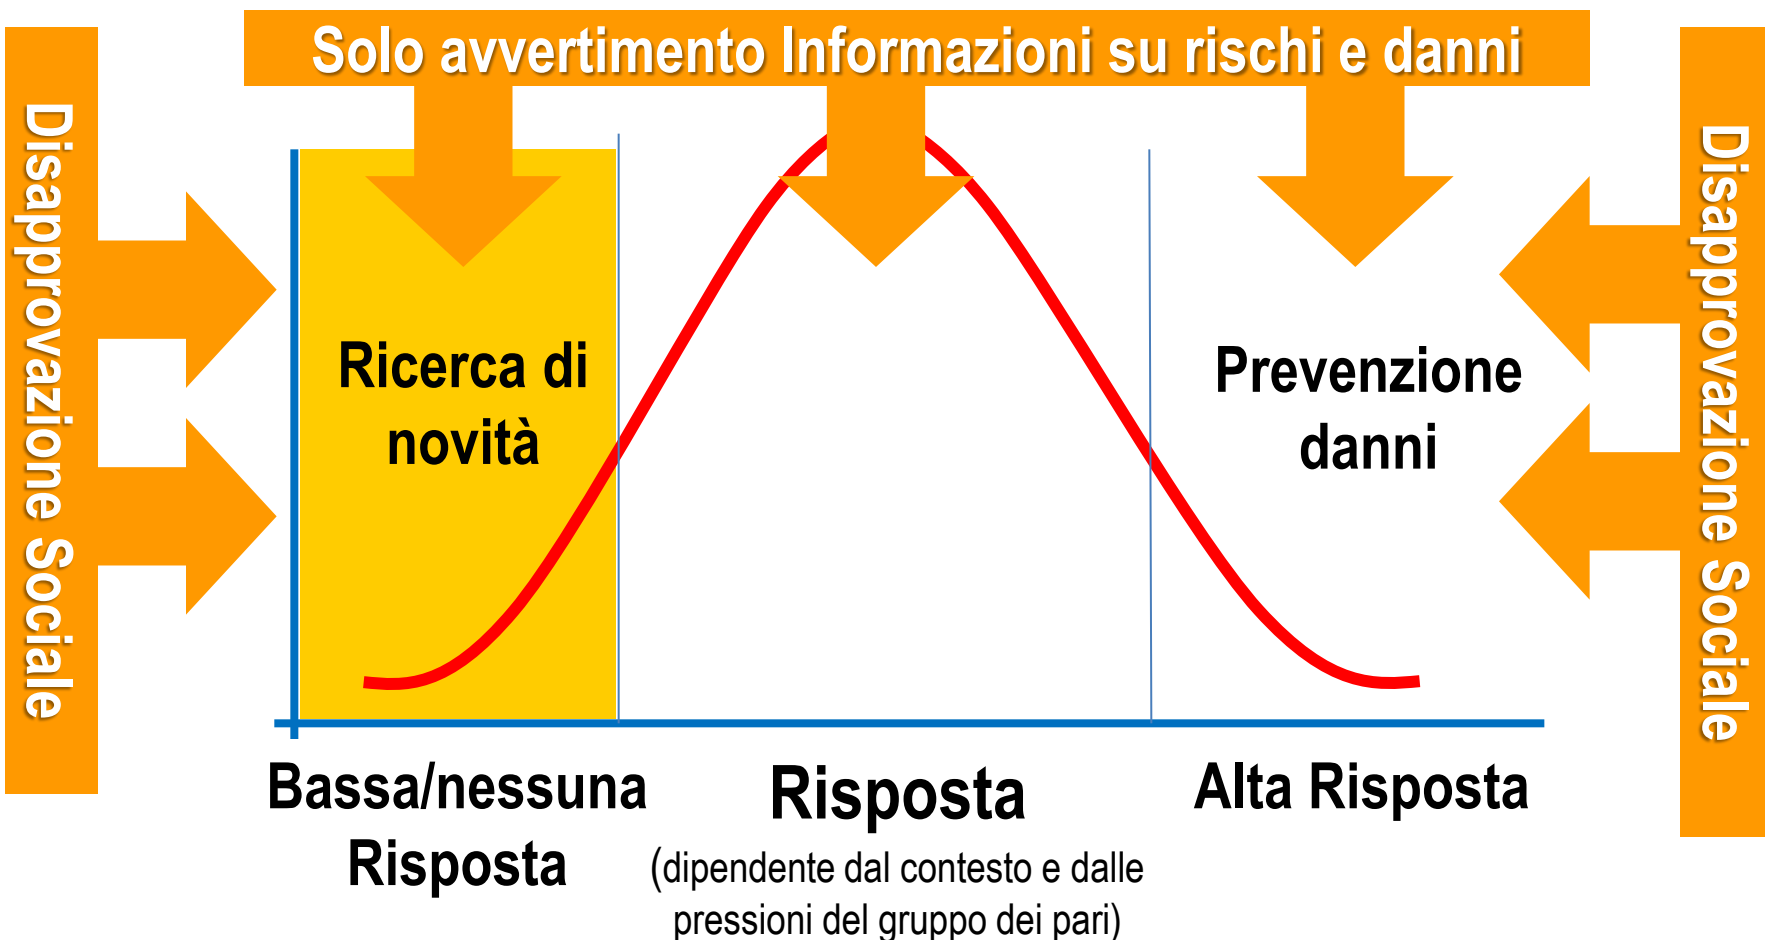 Solo avvertimento Informazioni su rischi e danni
Disapprovazione Sociale
Ricerca di
novità
Prevenzione
danni
Disapprovazione Sociale
Bassa/nessuna
Risposta
Risposta
(dipendente dal contesto e dalle
pressioni del gruppo dei pari)
Alta Risposta